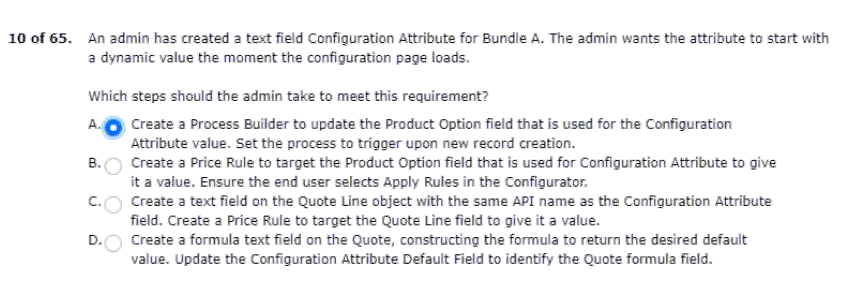 10 of 65. An admin has created a text field Configuration Attribute for Bundle A. The admin wants the attribute to start with
a dynamic value the moment the configuration page loads.
Which steps should the admin take to meet this requirement?
A. Create a Process Builder to update the Product Option field that is used for the Configuration
Attribute value. Set the process to trigger upon new record creation.
B. Create a Price Rule to target the Product Option field that is used for Configuration Attribute to give
it a value. Ensure the end user selects Apply Rules in the Configurator.
C. Create a text field on the Quote Line object with the same API name as the Configuration Attribute
field. Create a Price Rule to target the Quote Line field to give it a value.
D. Create a formula text field on the Quote, constructing the formula to return the desired default
value. Update the Configuration Attribute Default Field to identify the Quote formula field.